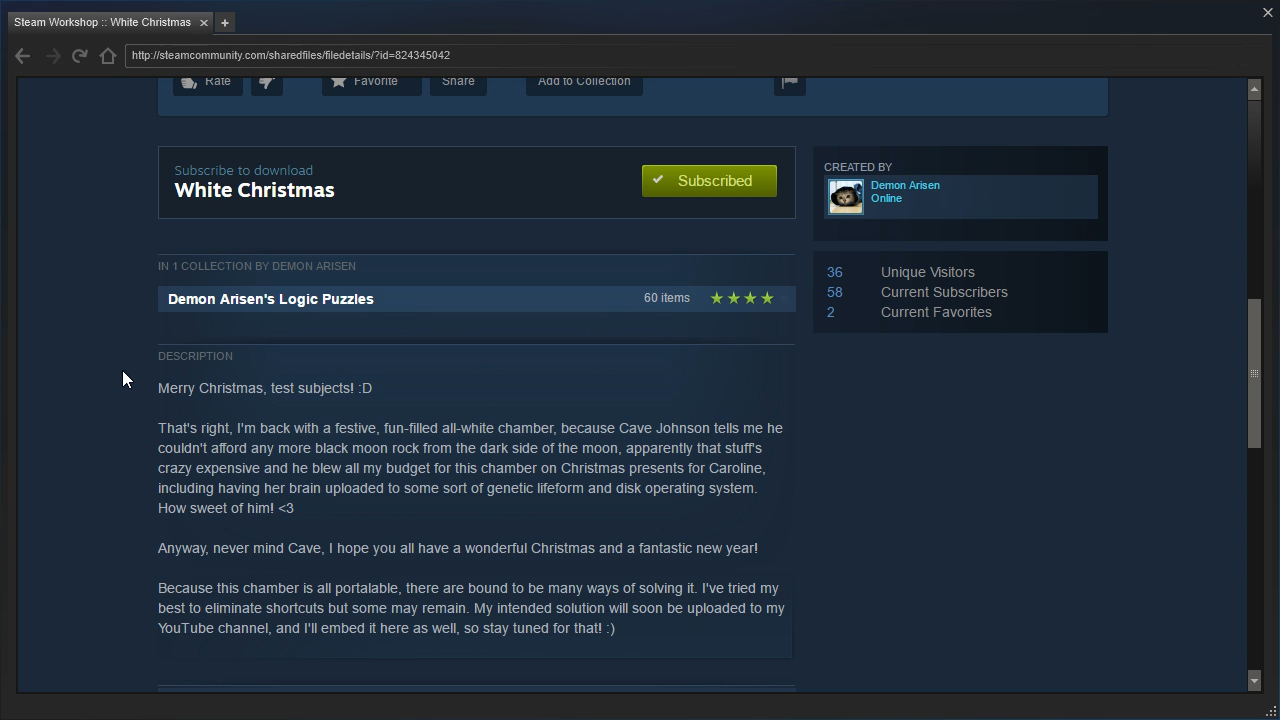 Steam Workshop :: White Christmas
http://steamcommunity.com/sharedfiles/filedetails/?id=824345042
Rate
Favorite
Share
Add to Collection
Subscribe to download
White Christmas
Subscribed
CREATED BY
Demon Arisen
Online
36 Unique Visitors
58 Current Subscribers
2 Current Favorites
IN 1 COLLECTION BY DEMON ARISEN
Demon Arisen's Logic Puzzles 60 items
DESCRIPTION
Merry Christmas, test subjects! :D
That's right, I'm back with a festive, fun-filled all-white chamber, because Cave Johnson tells me he
couldn't afford any more black moon rock from the dark side of the moon, apparently that stuff's
crazy expensive and he blew all my budget for this chamber on Christmas presents for Caroline,
including having her brain uploaded to some sort of genetic lifeform and disk operating system.
How sweet of him! <3
Anyway, never mind Cave, I hope you all have a wonderful Christmas and a fantastic new year!
Because this chamber is all portalable, there are bound to be many ways of solving it. I've tried my
best to eliminate shortcuts but some may remain. My intended solution will soon be uploaded to my
YouTube channel, and I'll embed it here as well, so stay tuned for that! :)